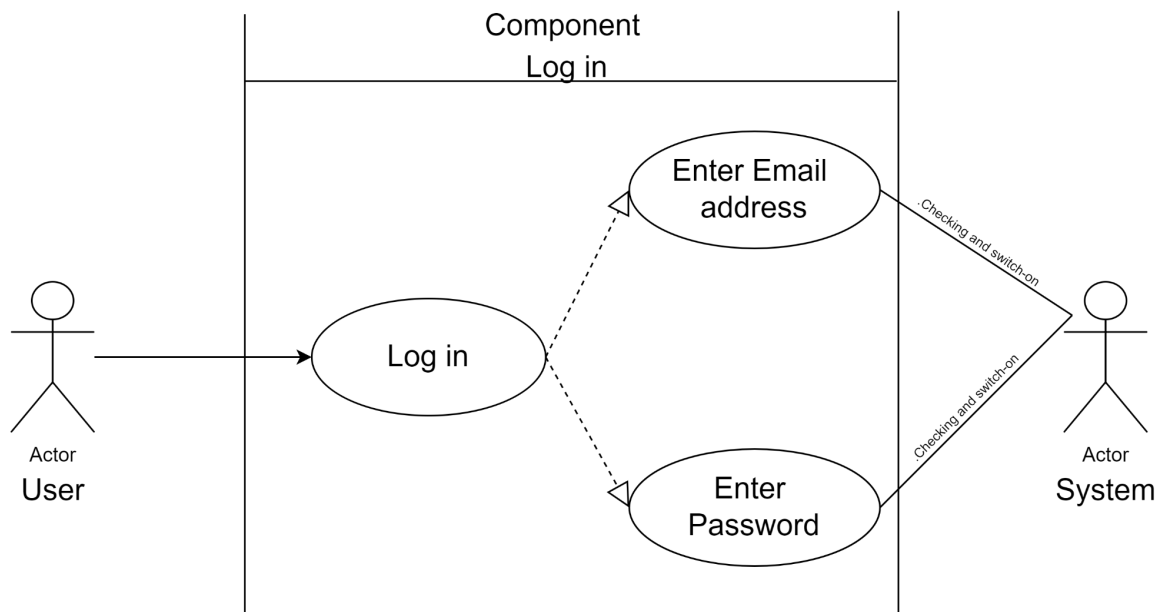 Component
Log in
Enter Email
address
.Checking and switch-on
Log in
.Checking and switch-on
Actor
User
Enter
Password
Actor
System